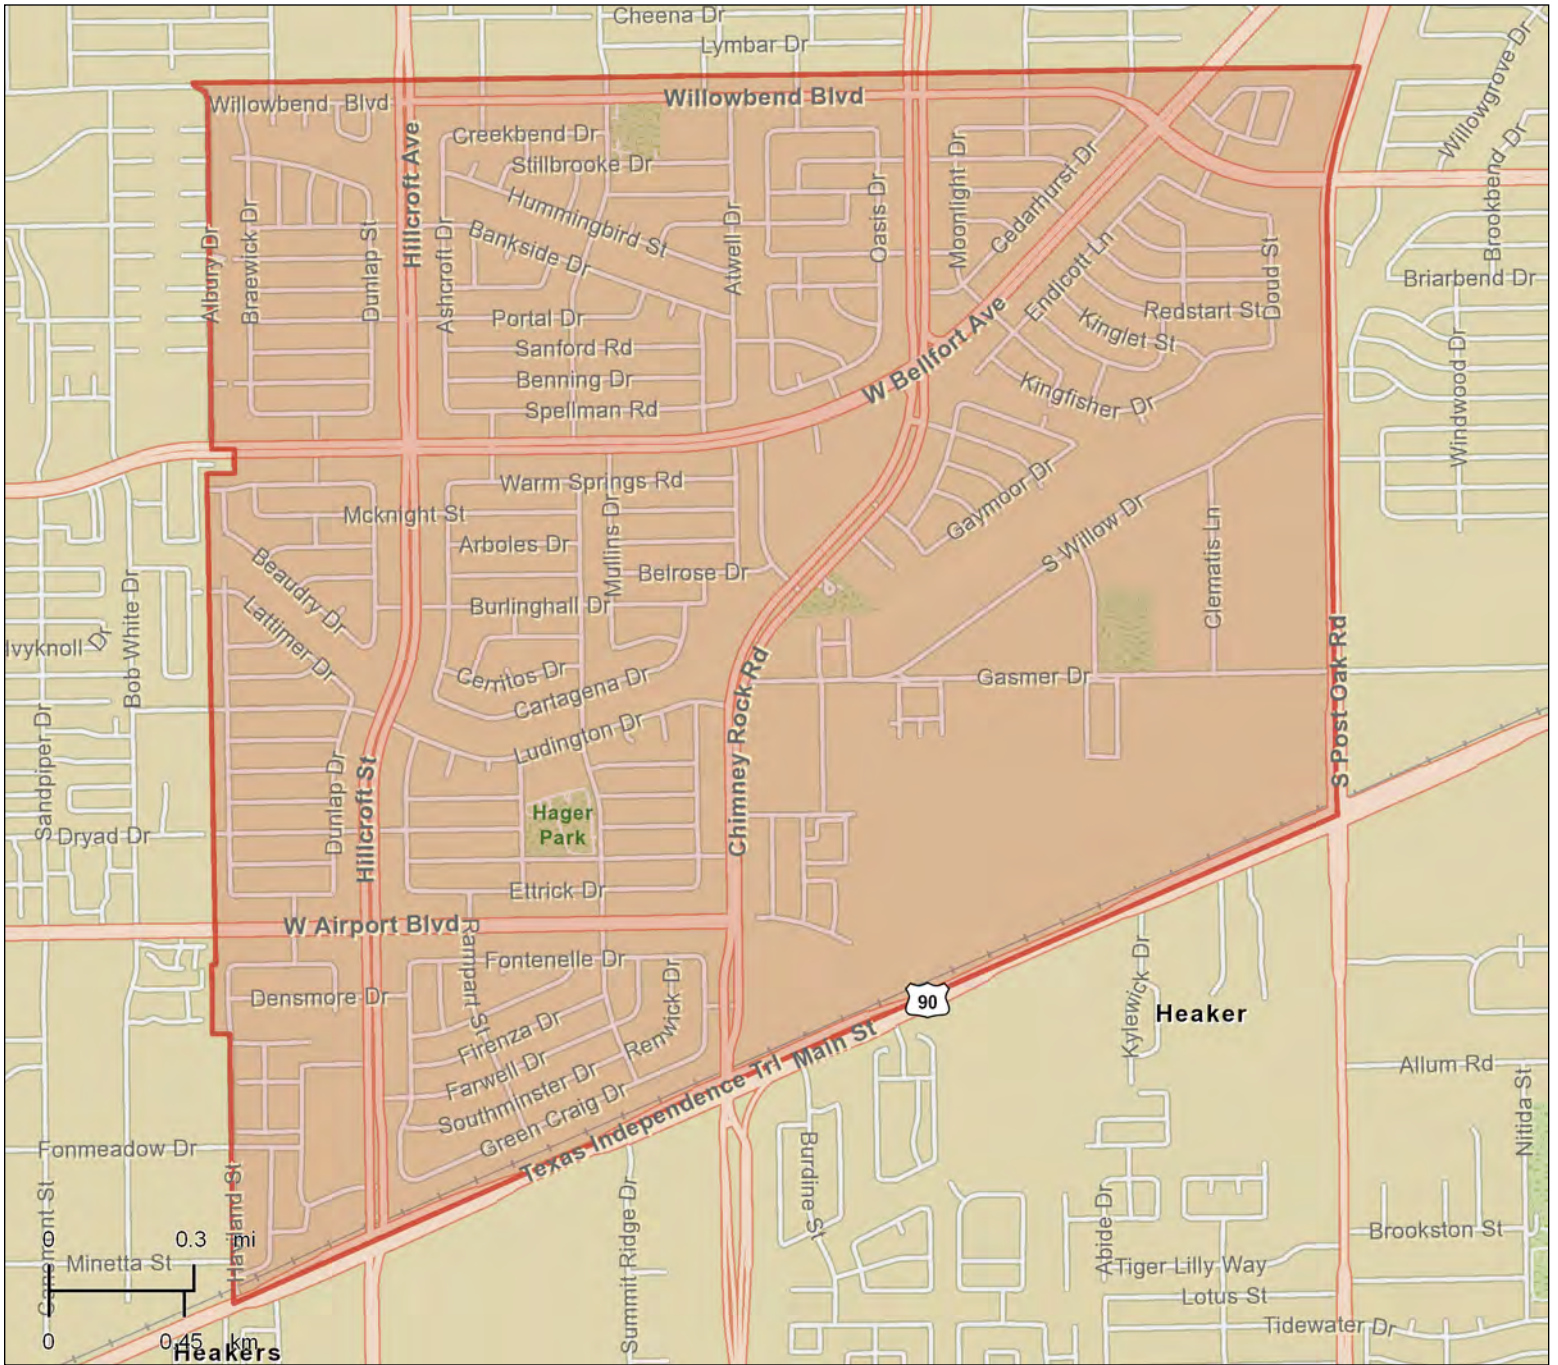 Cheena Dr
Lymbar Dr
Willowbend Blvd
Willowbend Blvd
Willowgrove Dr
Creekbend Dr
Stillbrooke Dr
Hillcroft Ave
Moonlight Dr
Cedarhurst Dr
Brookbend Dr
Hummingbird St
Bankside Dr
Albury Dr
Braewick Dr
Dunlap St
Ashcroft Dr
Atwell Dr
Oasis Dr
Endicott Ln
Doud St
Briarbend Dr
Portal Dr
Redstart St
Kinglet St
Sanford Rd
W Bellfort Ave
Benning Dr
Kingfisher Dr
Spellman Rd
Windwood Dr
Warm Springs Rd
Gaymoor Dr
Mcknight St
Mullins Dr
S Willow Dr
Clematis Ln
Arboles Dr
Belrose Dr
Beaudry Dr
Bob White Dr
Burlinghall Dr
Lattimer Dr
Ivyknoll Dr
Cerritos Dr
Cartagena Dr
Gasmer Dr
Chimney Rock Rd
S Post Oak Rd
Ludington Dr
Sandpiper Dr
Dunlap Dr
Hillcroft St
Hager
Park
Dryad Dr
Ettrick Dr
W Airport Blvd
Rampart St
Fontenelle Dr
Densmore Dr
Renwick Dr
90
Heaker
Kylewick Dr
Firenza Dr
Farwell Dr
Main St
Southminster Dr
Green Craig Dr
Texas Independence Trl
Allum Rd
Nitida St
Fonmeadow Dr
Haviland St
Burdine St
Summit Ridge Dr
Abide Dr
Brookston St
0
0.3
mi
Minetta St
Canemont St
Tiger Lilly Way
Lotus St
Tidewater Dr
0
0.45
km
Heakers